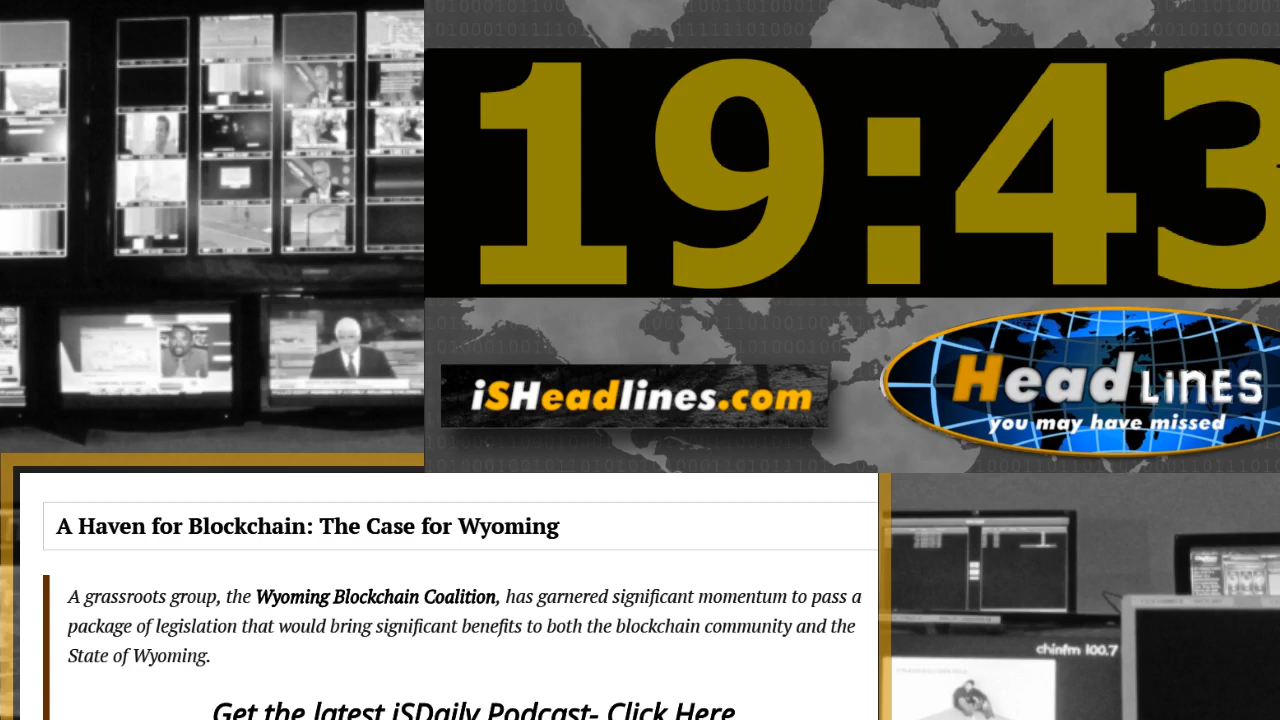 19:43
iSHeadlines.com
HeadLINES
you may have missed
A Haven for Blockchain: The Case for Wyoming
A grassroots group, the Wyoming Blockchain Coalition, has garnered significant momentum to pass a
package of legislation that would bring significant benefits to both the blockchain community and the
State of Wyoming.
Get the latest iSDaily Podcast- Click Here
chinfm 100.7